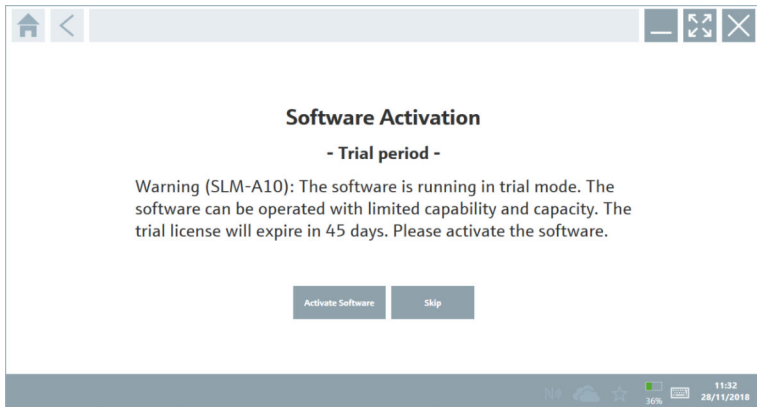 Software Activation
- Trial period -
Warning (SLM-A10): The software is running in trial mode. The
software can be operated with limited capability and capacity. The
trial license will expire in 45 days. Please activate the software.
Activate Software
Skip
36%
11:32
28/11/2018